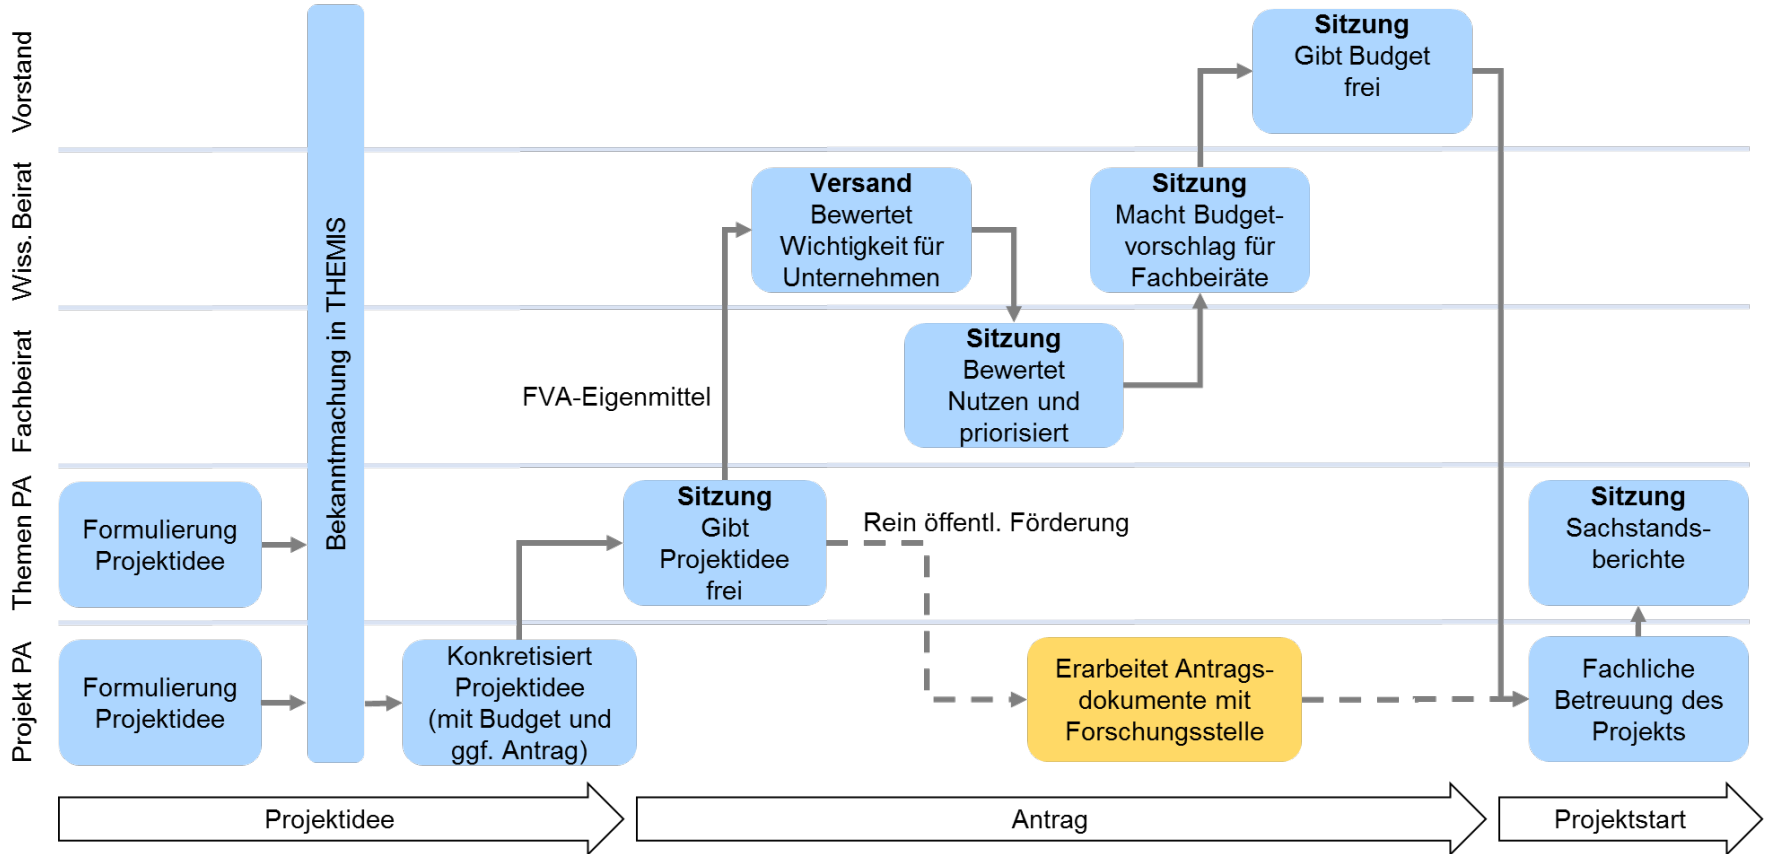 Vorstand
Sitzung
Gibt Budget
frei
Wiss. Beirat
Versand
Bewertet
Wichtigkeit für
Unternehmen
Sitzung
Macht Budget-
vorschlag für
Fachbeiräte
Bekanntmachung in THEMIS
Fachbeirat
FVA-Eigenmittel
Sitzung
Bewertet
Nutzen und
priorisiert
Themen PA
Formulierung
Projektidee
Sitzung
Gibt
Projektidee
frei
Rein öffentl. Förderung
Sitzung
Sachstands-
berichte
Projekt PA
Formulierung
Projektidee
Konkretisiert
Projektidee
(mit Budget und
ggf. Antrag)
Erarbeitet Antrags-
dokumente mit
Forschungsstelle
Fachliche
Betreuung des
Projekts
Projektidee
Antrag
Projektstart